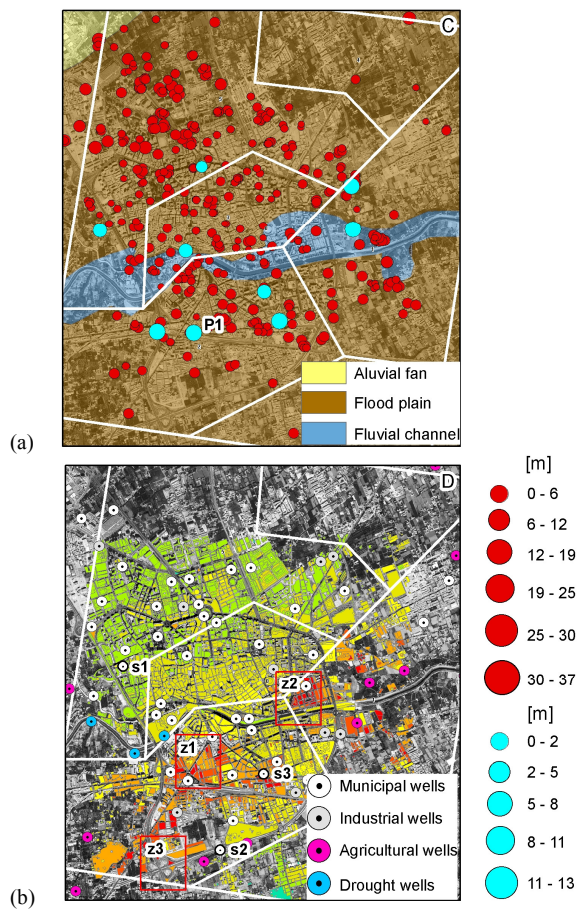 C
P1
Aluvial fan
Flood plain
Fluvial channel
(a)
D
s1
z2
z1
s3
z3
s2
Municipal wells
Industrial wells
Agricultural wells
Drought wells
(b)
[m]
0 - 6
6 - 12
12 - 19
19 - 25
25 - 30
30 - 37
[m]
0 - 2
2 - 5
5 - 8
8 - 11
11 - 13